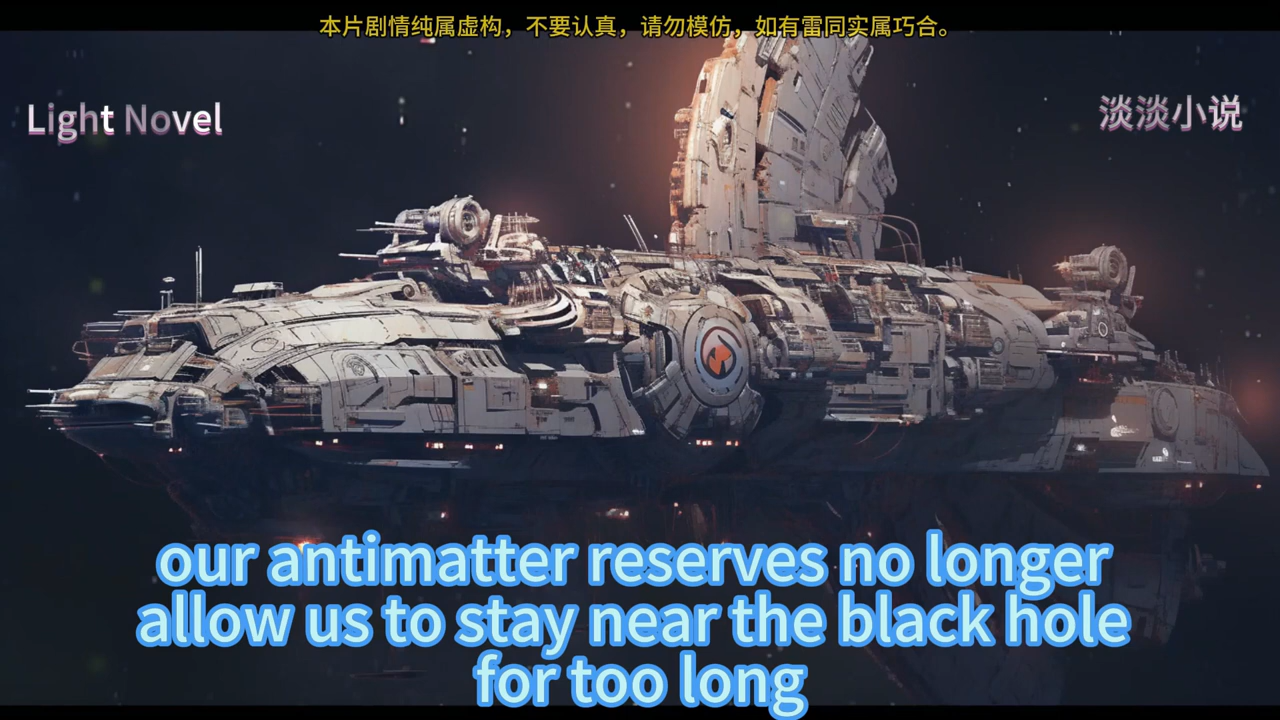 本片剧情纯属虚构，不要认真，请勿模仿，如有雷同实属巧合。
Light Novel
淡淡小说
our antimatter reserves no longer
allow us to stay near the black hole
for too long